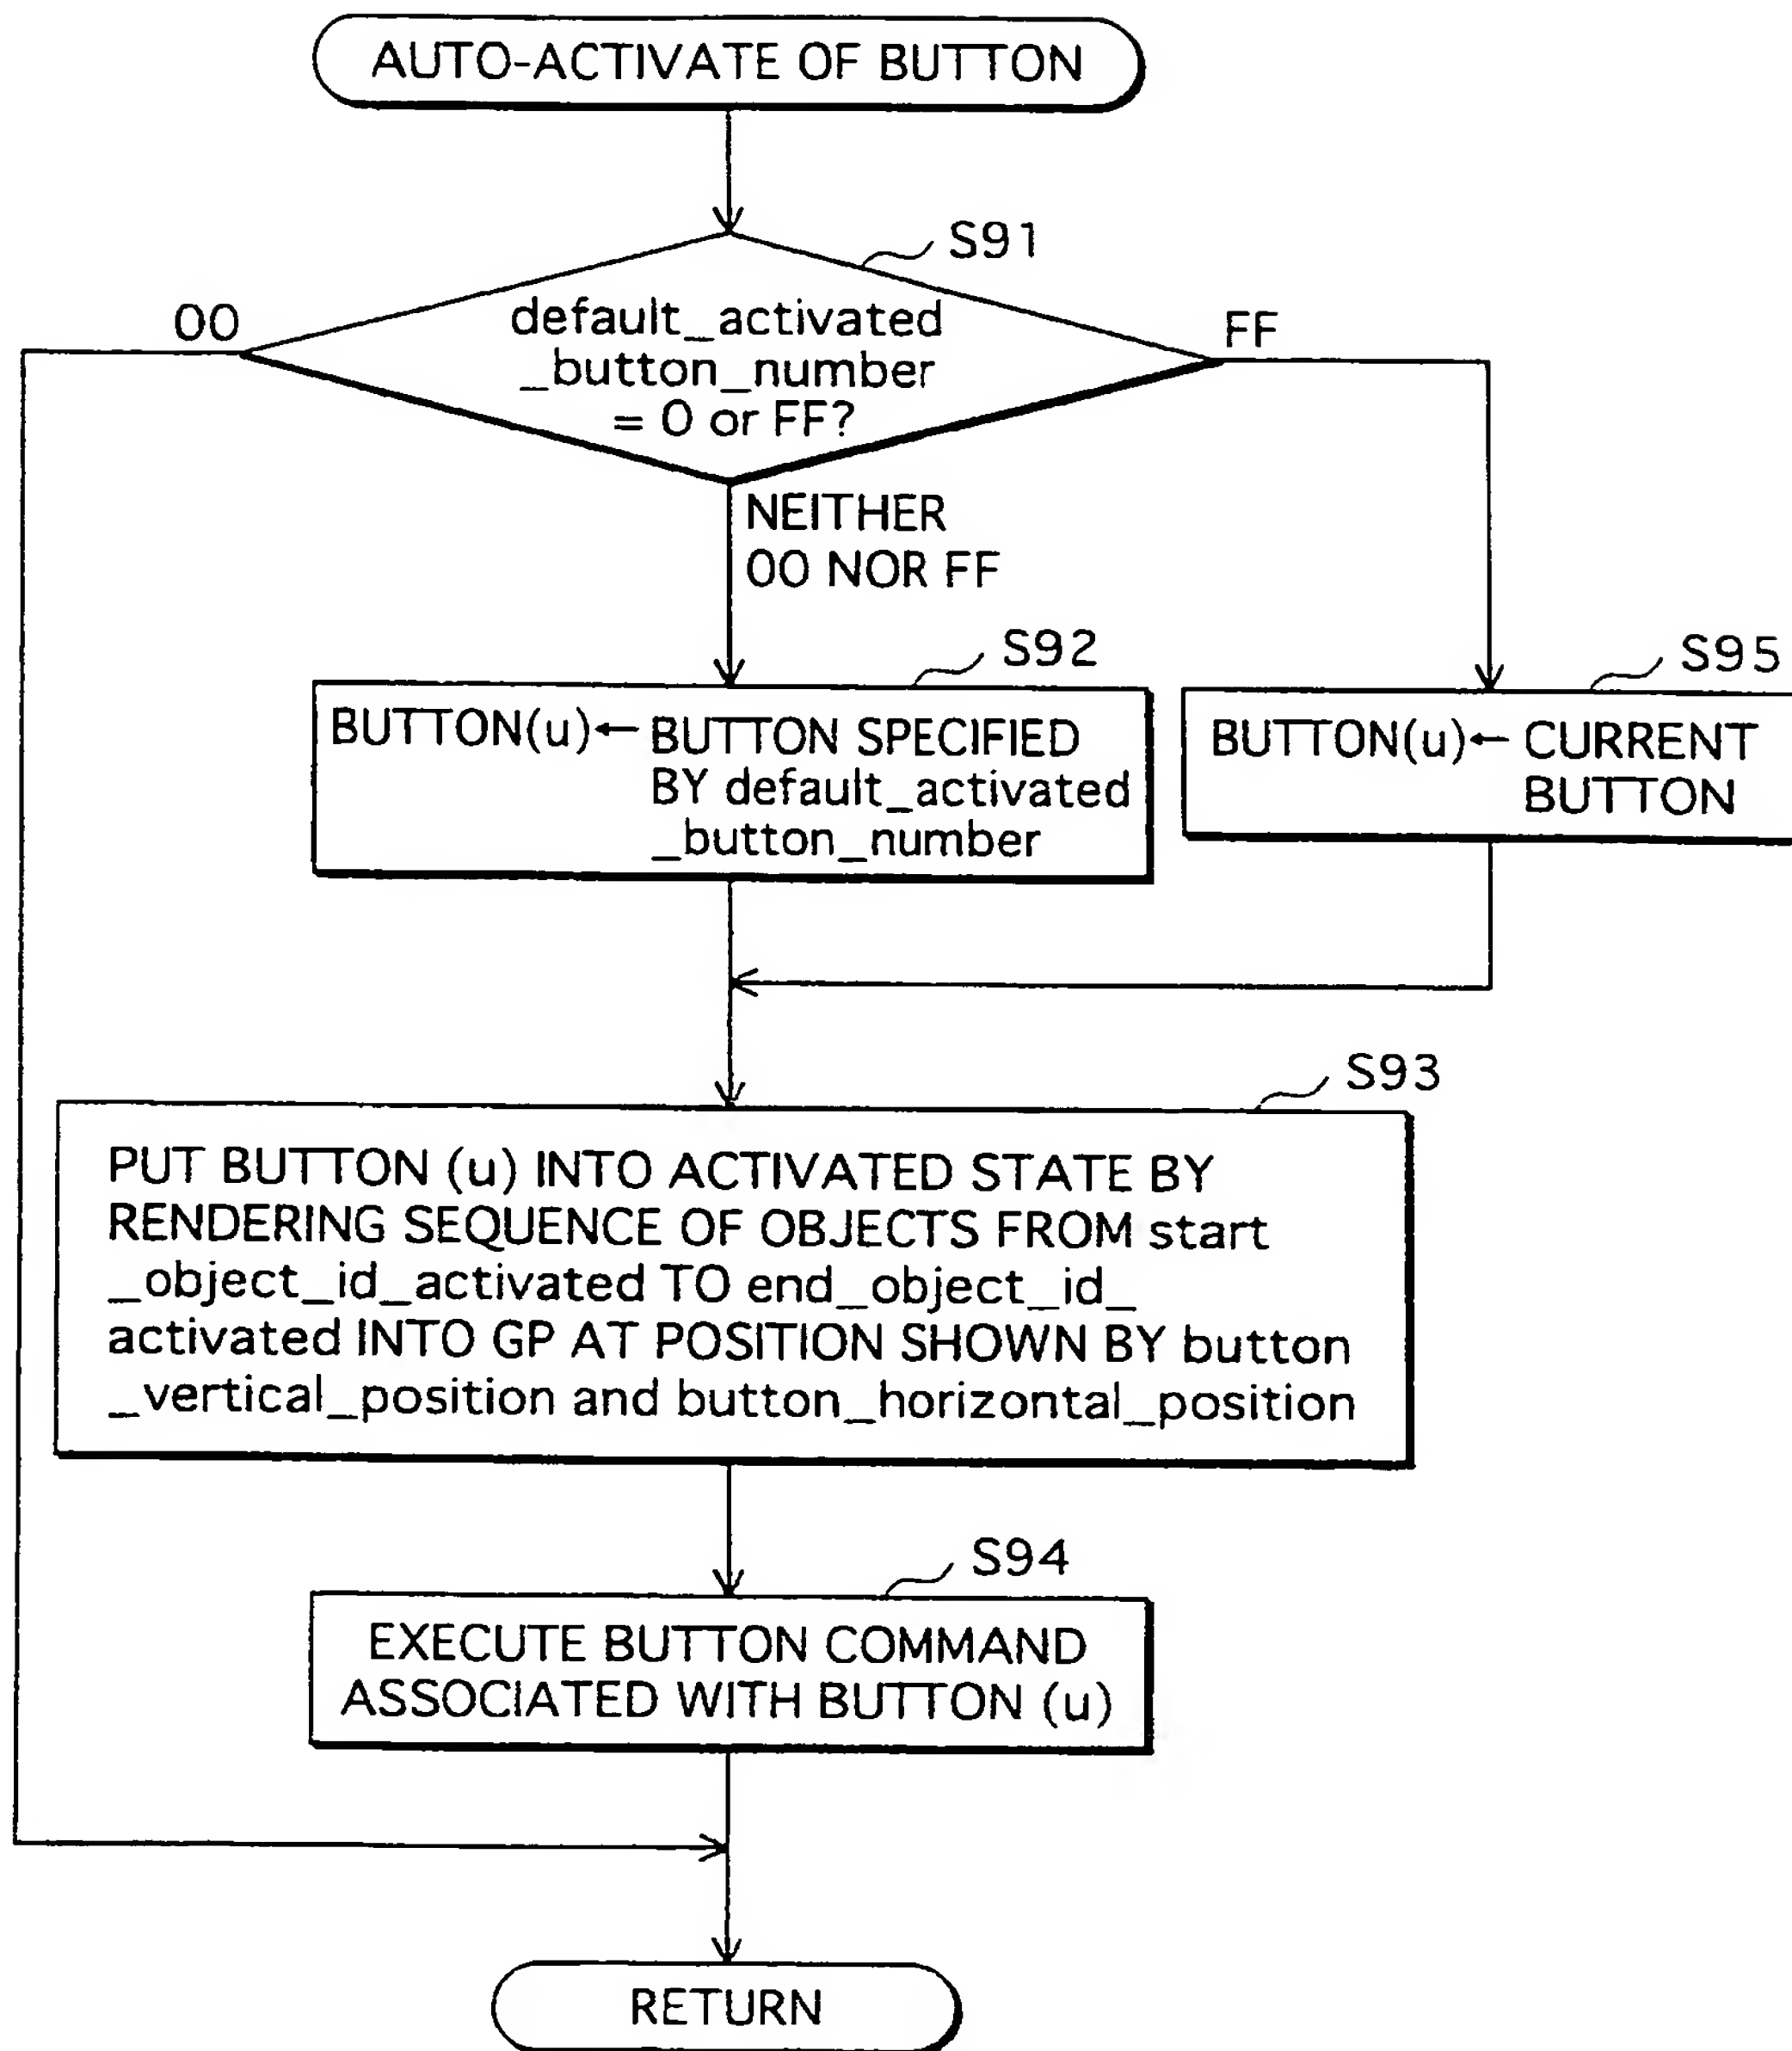 AUTO-ACTIVATE OF BUTTON
S91
00
default_activated
_button_number
= 0 or FF?
FF
NEITHER
00 NOR FF
S92
BUTTON(u)← BUTTON SPECIFIED
BY default_activated
_button_number
S95
BUTTON(u)← CURRENT
BUTTON
S93
PUT BUTTON (u) INTO ACTIVATED STATE BY
RENDERING SEQUENCE OF OBJECTS FROM start
_object_id_activated TO end_object_id_
activated INTO GP AT POSITION SHOWN BY button
_vertical_position and button_horizontal_position
S94
EXECUTE BUTTON COMMAND
ASSOCIATED WITH BUTTON (u)
RETURN